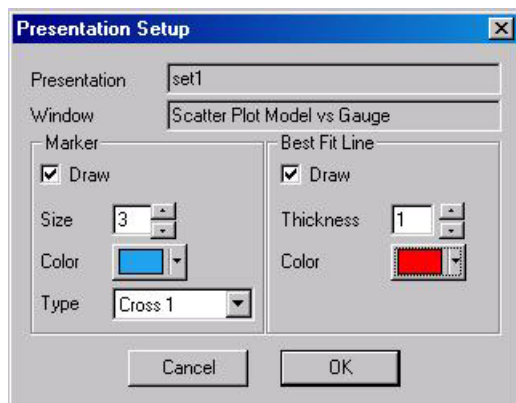 Presentation Setup
Presentation set1
Window Scatter Plot Model vs Gauge
Marker
Draw
Size 3
Color
Type Cross 1
Best Fit Line
Draw
Thickness 1
Color
Cancel OK